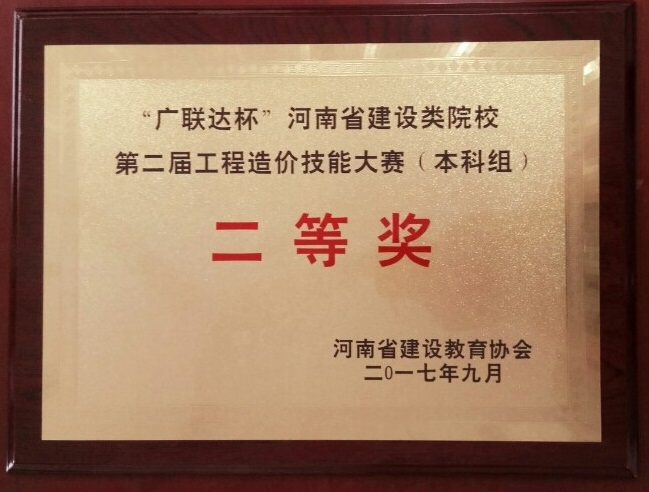 “广联达杯”河南省建设类院校
第二届工程造价技能大赛（本科组）
二等奖
河南省建设教育协会
二0一七年九月